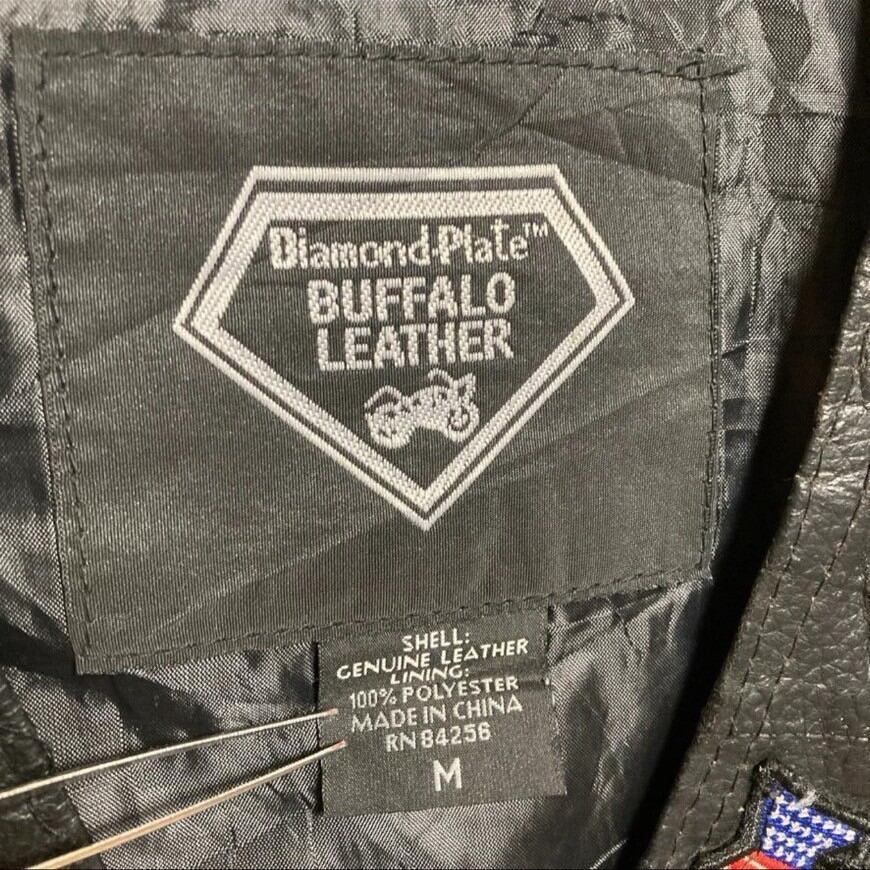 Diamond-Plate™
BUFFALO
LEATHER
SHELL:
GENUINE LEATHER
LINING:
100% POLYESTER
MADE IN CHINA
RN 84256
M